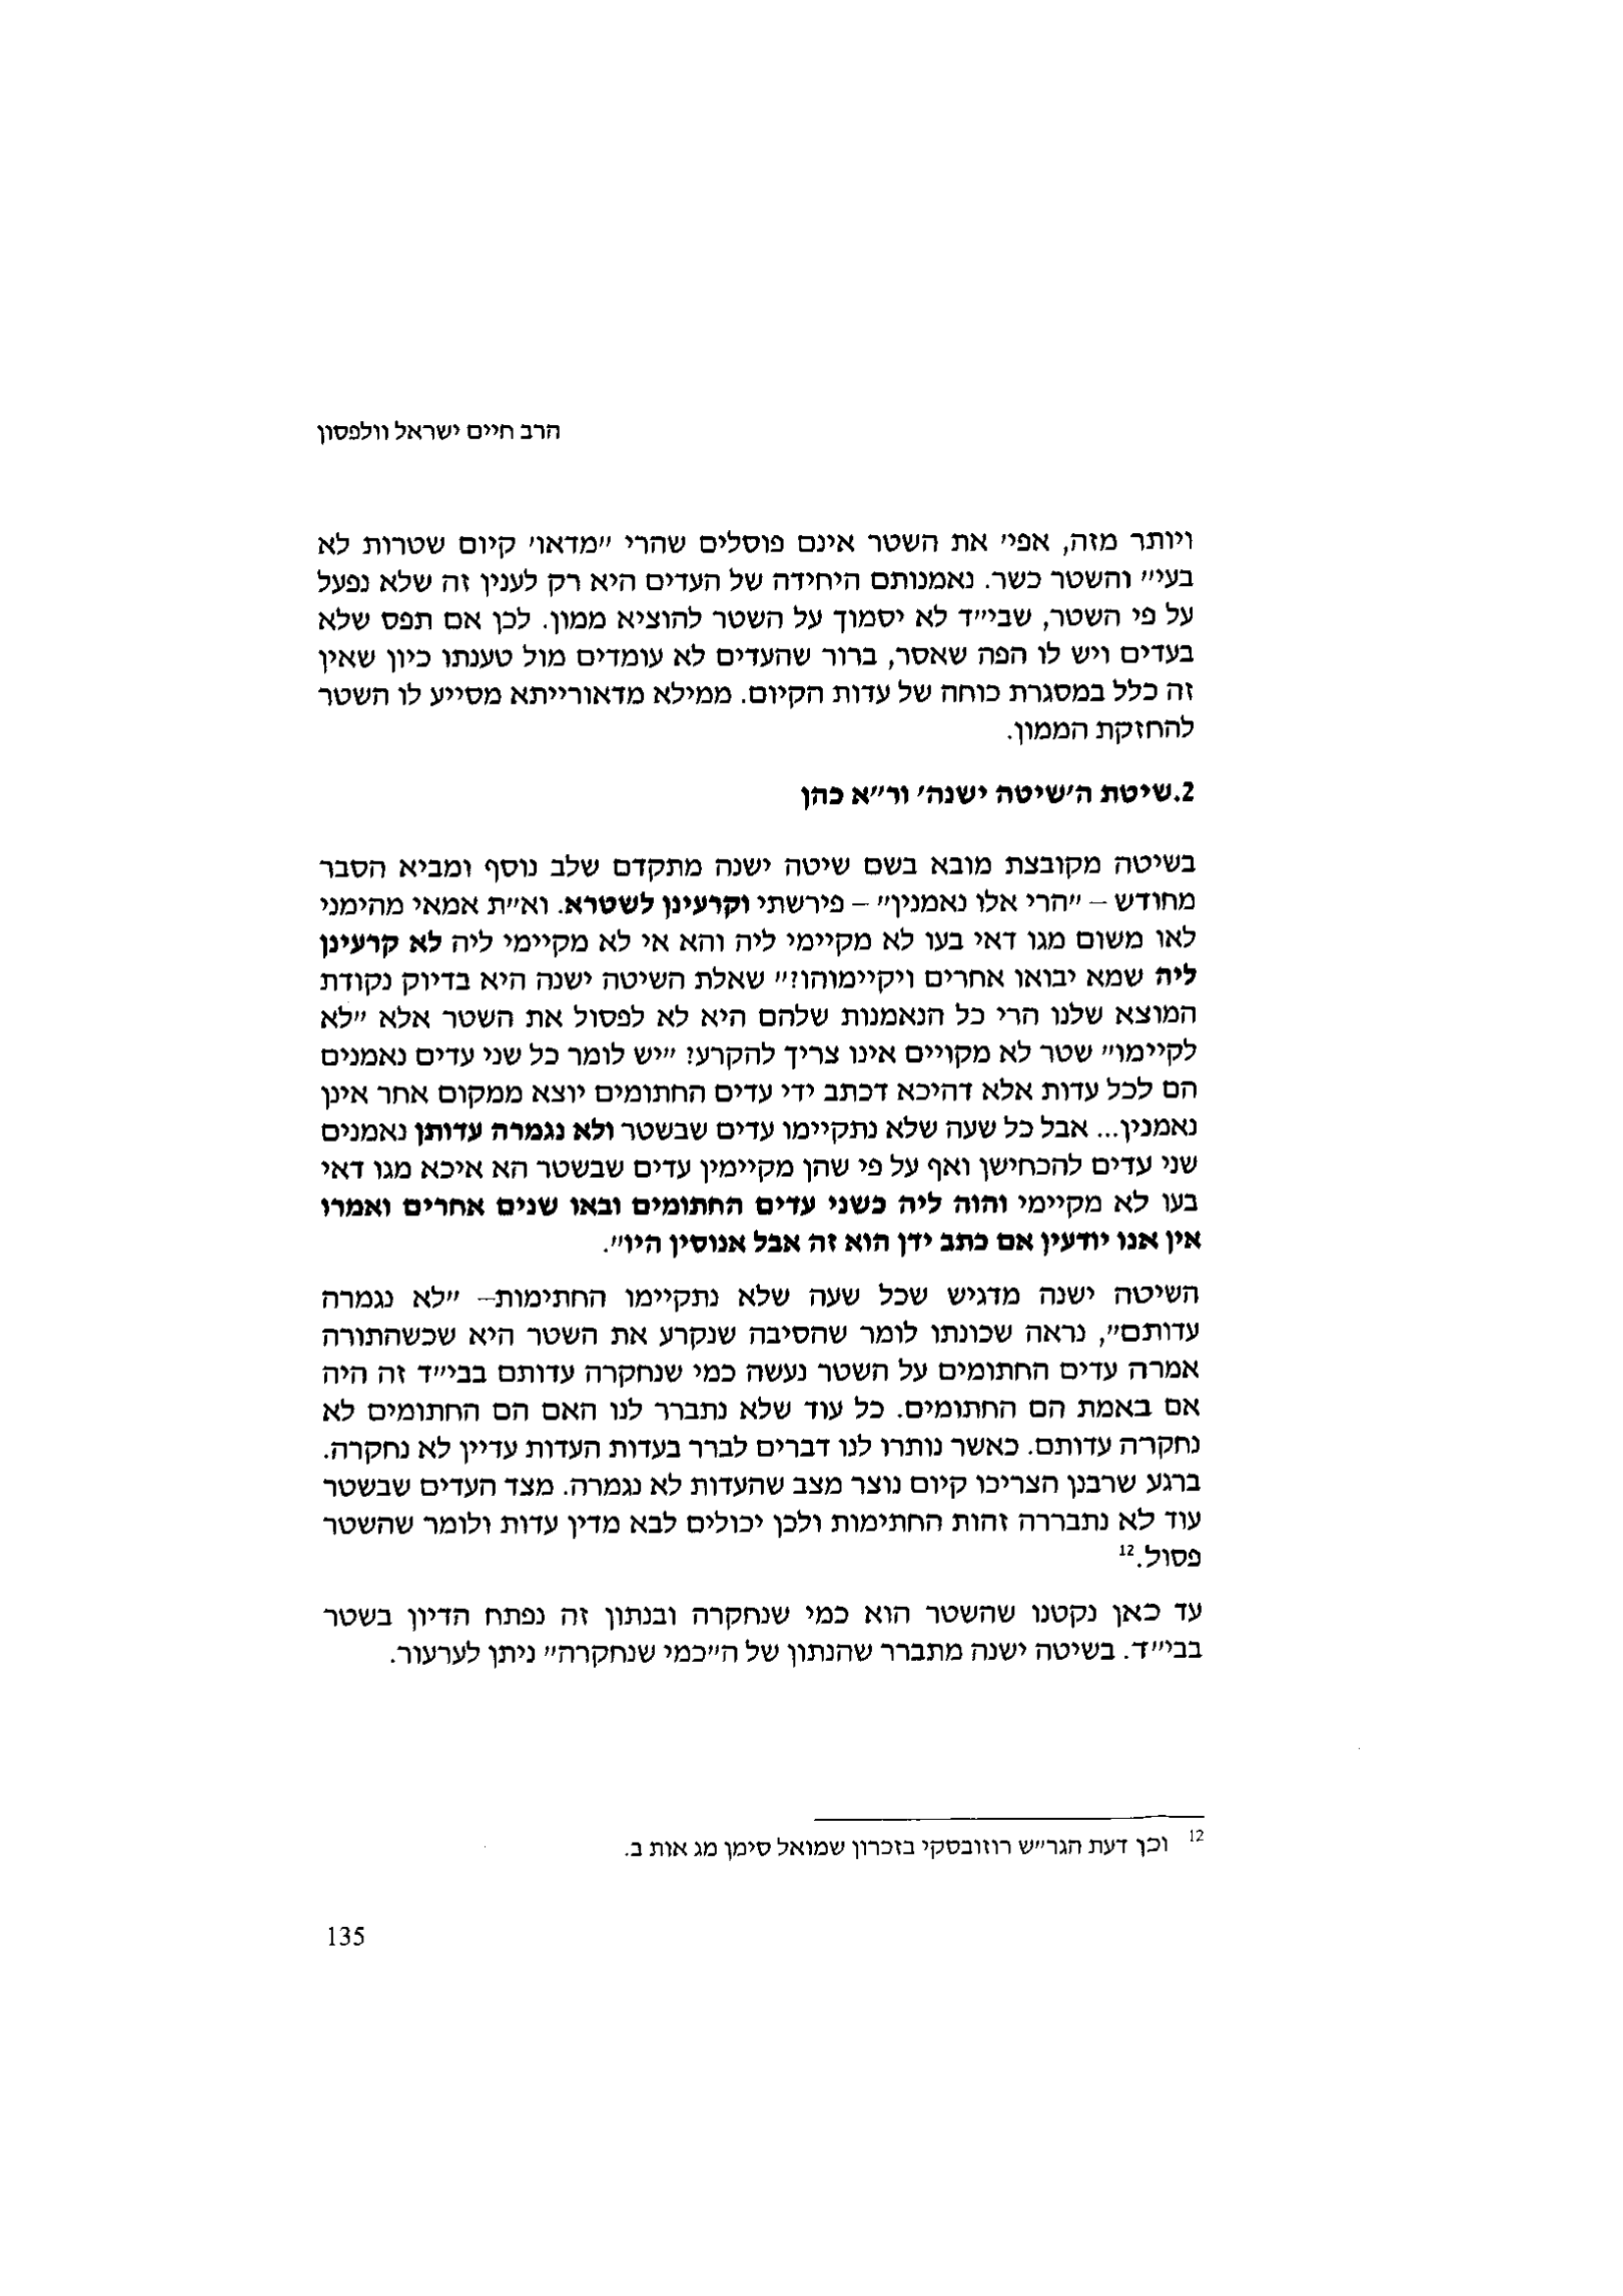 הרב חיים ישראל וולפסון
ויותר מזה, אפי' את השטר אינם פוסלים שהרי "מדאו' קיום שטרות לא
בעי" והשטר כשר. נאמנותם היחידה של העדים היא רק לענין זה שלא נפעל
על פי השטר, שבי"ד לא יסמוך על השטר להוציא ממון. לכן אם תפס שלא
בעדים ויש לו הפה שאסר, ברור שהעדים לא עומדים מול טענתו כיון שאין
זה כלל במסגרת כוחה של עדות הקיום. ממילא מדאורייתא מסייע לו השטר
להחזקת הממון.
2.שיטת ה'שיטה ישנה' ור"א כהן
בשיטה מקובצת מובא בשם שיטה ישנה מתקדם שלב נוסף ומביא הסבר
מחודש – "הרי אלו נאמנין" – פירשתי וקרעינן לשטרא. וא"ת אמאי מהימני
לאו משום מגו דאי בעו לא מקיימי ליה והא אי לא מקיימי ליה לא קרעינן
ליה שמא יבואו אחרים ויקיימוהו?" שאלת השיטה ישנה היא בדיוק נקודת
המוצא שלנו הרי כל הנאמנות שלהם היא לא לפסול את השטר אלא "לא
לקיימו" שטר לא מקויים אינו צריך להקרע? "יש לומר כל שני עדים נאמנים
הם לכל עדות אלא דהיכא דכתב ידי עדים החתומים יוצא ממקום אחר אינן
נאמנין... אבל כל שעה שלא נתקיימו עדים שבשטר ולא נגמרה עדותן נאמנים
שני עדים להכחישן ואף על פי שהן מקיימין עדים שבשטר הא איכא מגו דאי
בעו לא מקיימי והוה ליה כשני עדים החתומים ובאו שנים אחרים ואמרו
אין אנו יודעין אם כתב ידן הוא זה אבל אנוסין היו".
השיטה ישנה מדגיש שכל שעה שלא נתקיימו החתימות– "לא נגמרה
עדותם", נראה שכונתו לומר שהסיבה שנקרע את השטר היא שכשהתורה
אמרה עדים החתומים על השטר נעשה כמי שנחקרה עדותם בבי"ד זה היה
אם באמת הם החתומים. כל עוד שלא נתברר לנו האם הם החתומים לא
נחקרה עדותם. כאשר נותרו לנו דברים לברר בעדות העדות עדיין לא נחקרה.
ברגע שרבנן הצריכו קיום נוצר מצב שהעדות לא נגמרה. מצד העדים שבשטר
עוד לא נתבררה זהות החתימות ולכן יכולים לבא מדין עדות ולומר שהשטר
פסול.12
עד כאן נקטנו שהשטר הוא כמי שנחקרה ובנתון זה נפתח הדיון בשטר
בבי"ד. בשיטה ישנה מתברר שהנתון של ה"כמי שנחקרה" ניתן לערעור.
12 וכן דעת הגר"ש רוזובסקי בזכרון שמואל סימן מג אות ב.
135